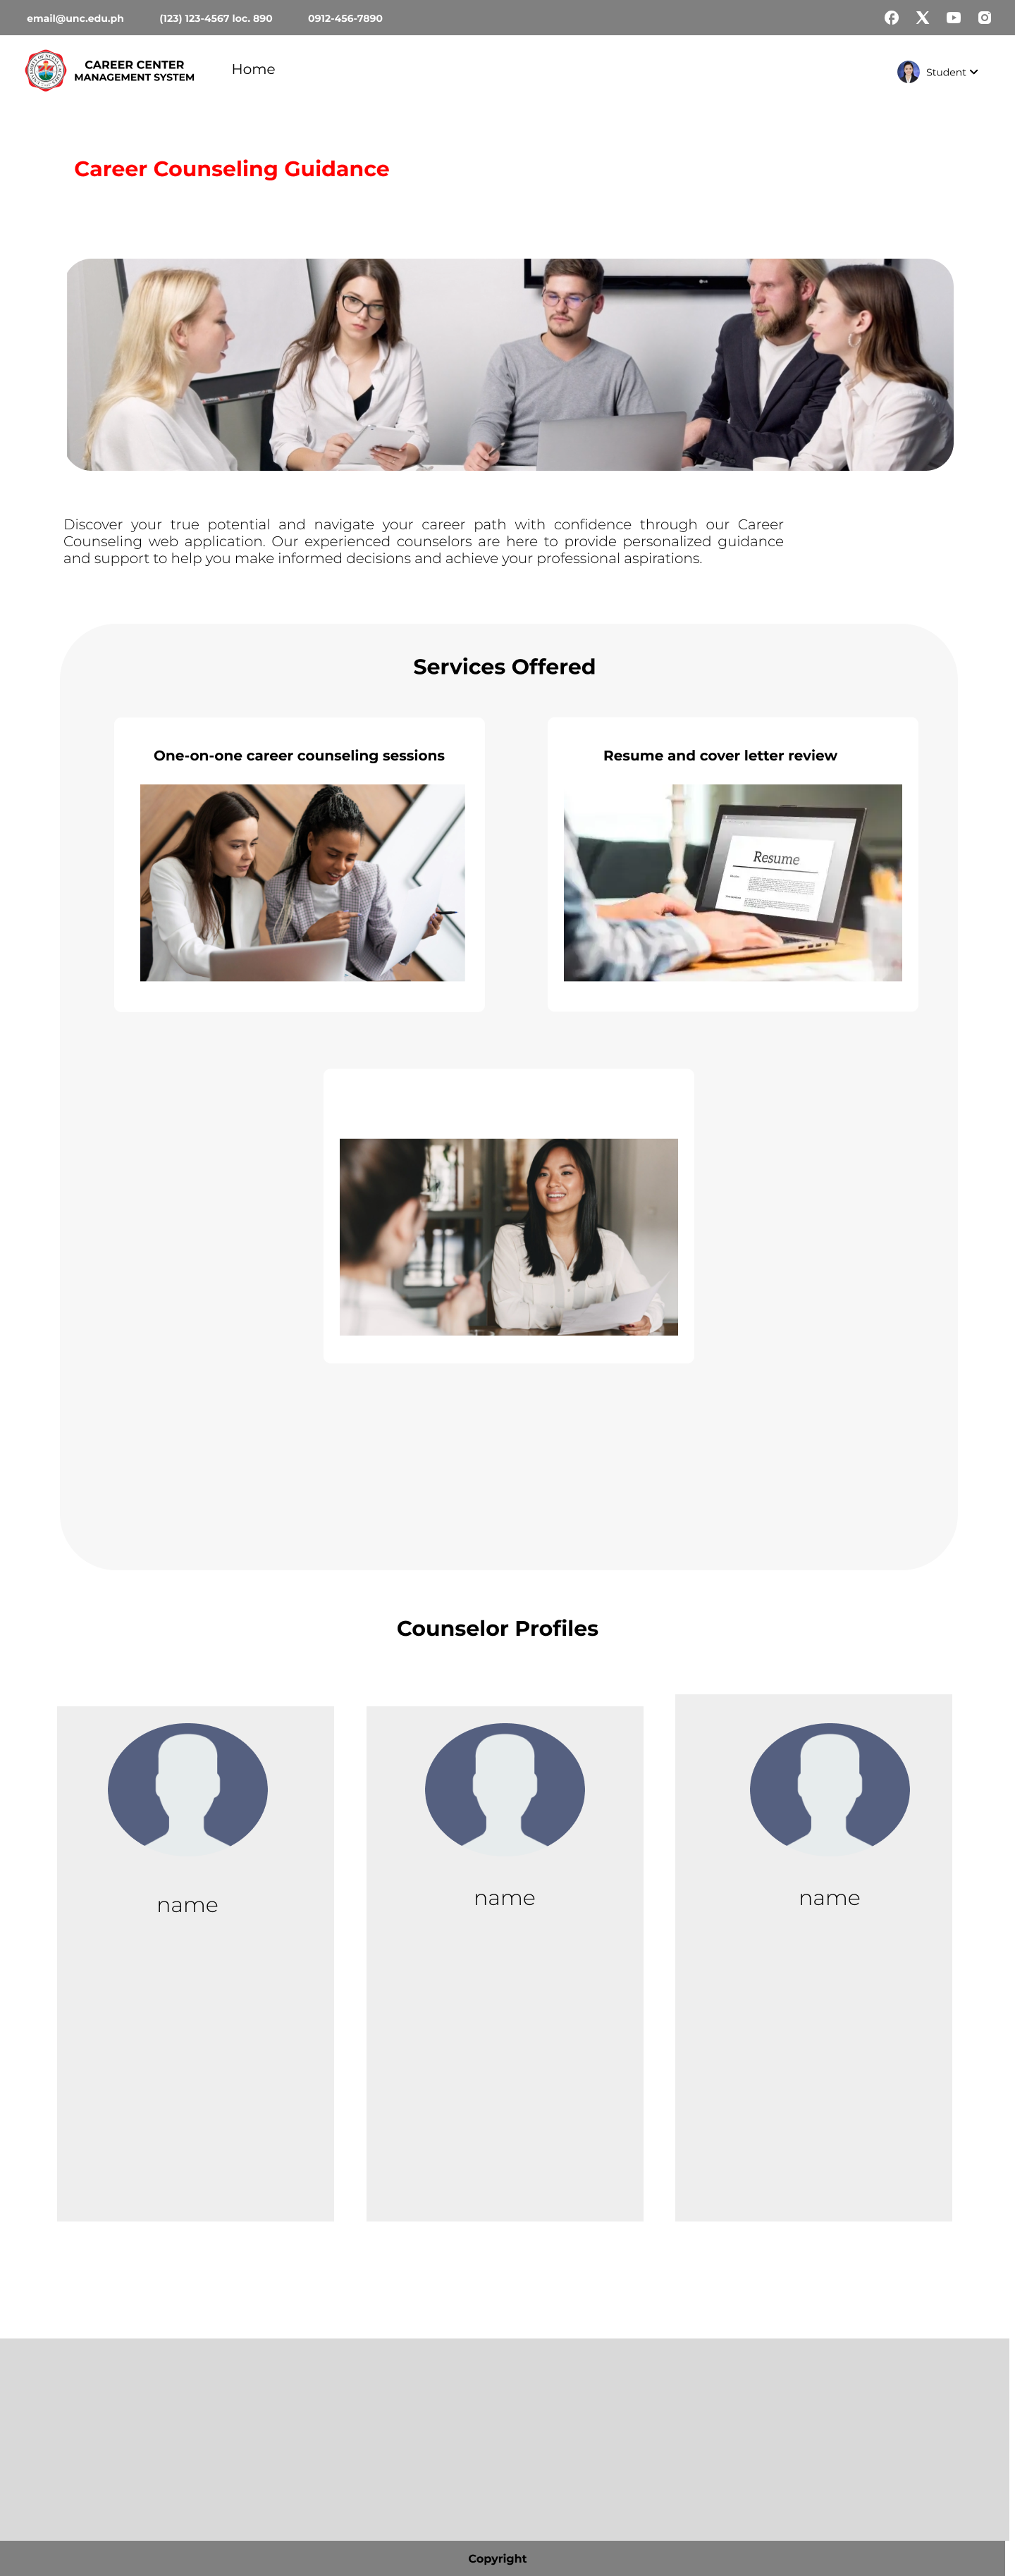 email@unc.edu.ph (123) 123-4567 loc. 890 0912-456-7890
CAREER CENTER
MANAGEMENT SYSTEM
Home
Student
Career Counseling Guidance
Discover your true potential and navigate your career path with confidence through our Career
Counseling web application. Our experienced counselors are here to provide personalized guidance
and support to help you make informed decisions and achieve your professional aspirations.
Services Offered
One-on-one career counseling sessions
Resume and cover letter review
Resume
Counselor Profiles
name
name
name
Copyright